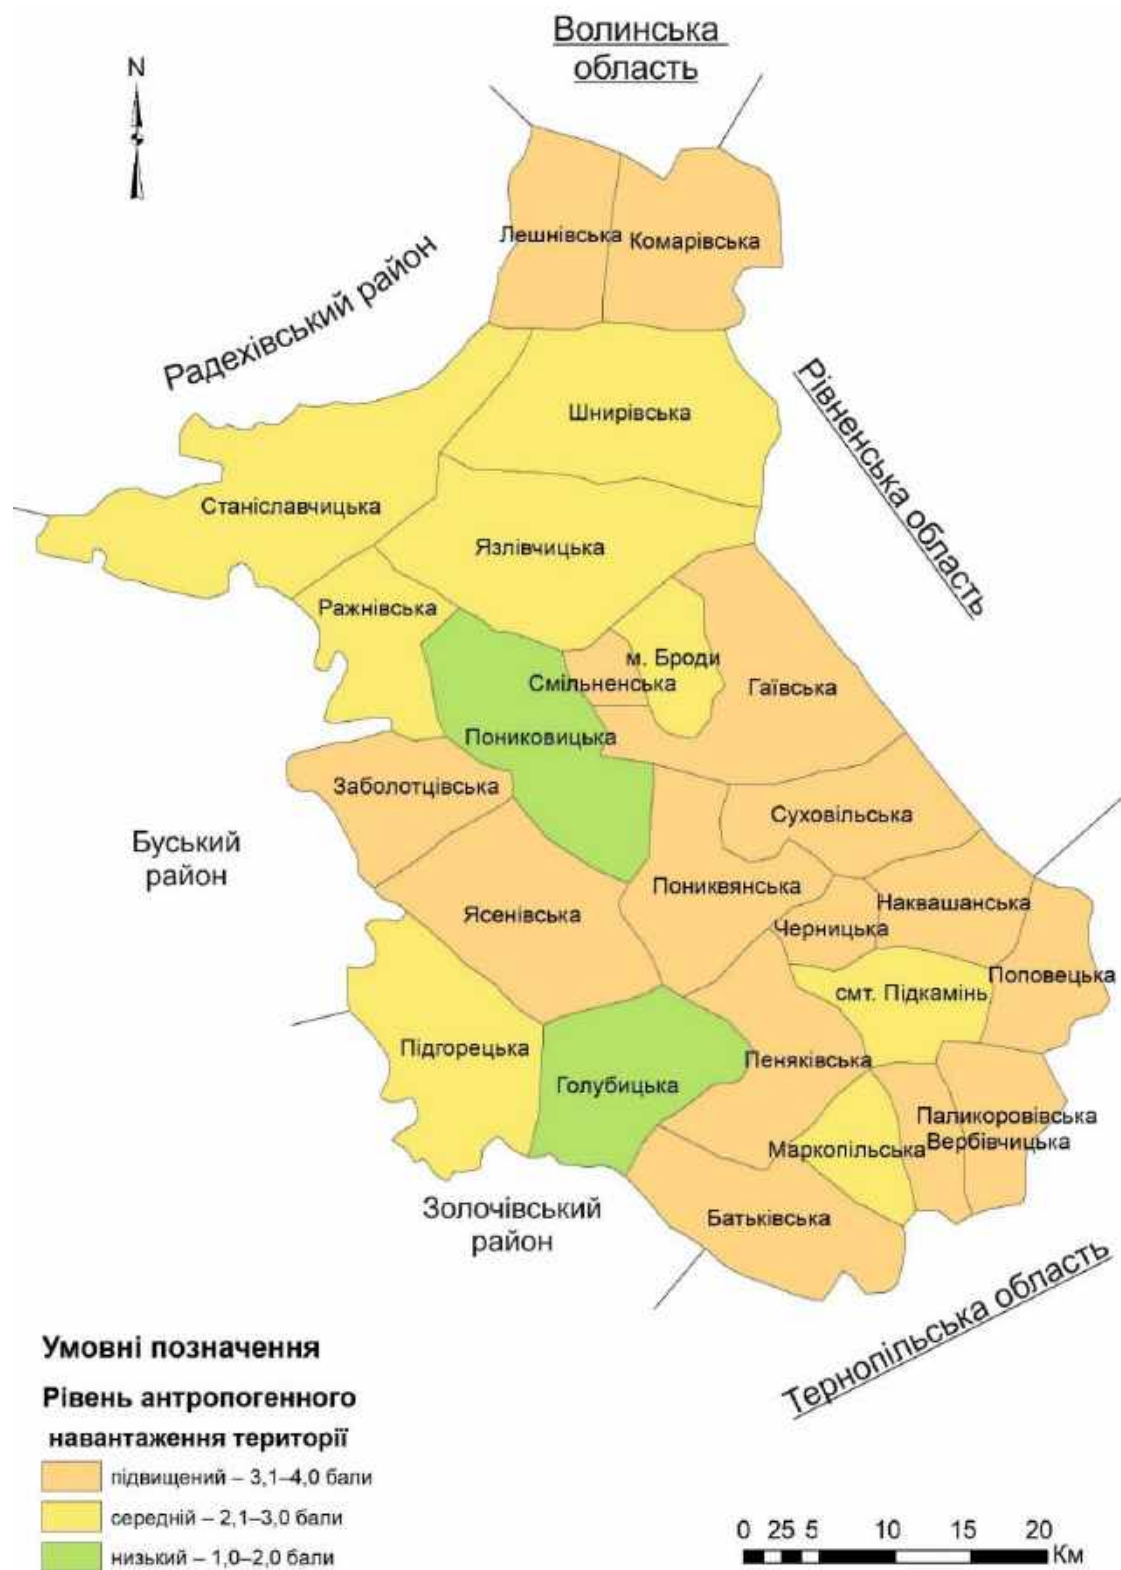 Волинська
область
N
Лешнівська
Комарівська
Радехівський район
Шнирівська
Рівненська область
Станіславчицька
Язлівчицька
Ражнівська
м. Броди
Смільненська
Гаївська
Пониковицька
Заболотцівська
Суховільська
Буський
район
Пониквянська
Наквашанська
Ясенівська
Черницька
Поповецька
смт. Підкамінь
Підгорецька
Пеняківська
Голубицька
Паликоровівська
Вербівчицька
Маркопільська
Золочівський
район
Батьківська
Тернопільська область
Умовні позначення
Рівень антропогенного
навантаження території
підвищений – 3,1–4,0 бали
середній – 2,1–3,0 бали
низький – 1,0–2,0 бали
0 25 5 10 15 20
Км